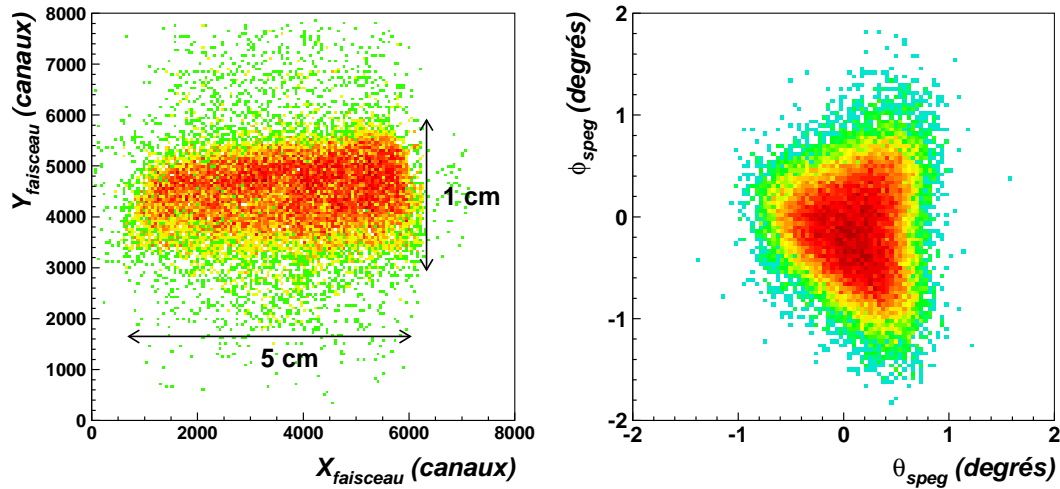 Y_faisceau (canaux)
8000
7000
6000
5000
4000
3000
2000
1000
0
1 cm
5 cm
0 2000 4000 6000 8000
X_faisceau (canaux)
ϕ_speg (degrés)
2
1
0
-1
-2
-2 -1 0 1 2
θ_speg (degrés)